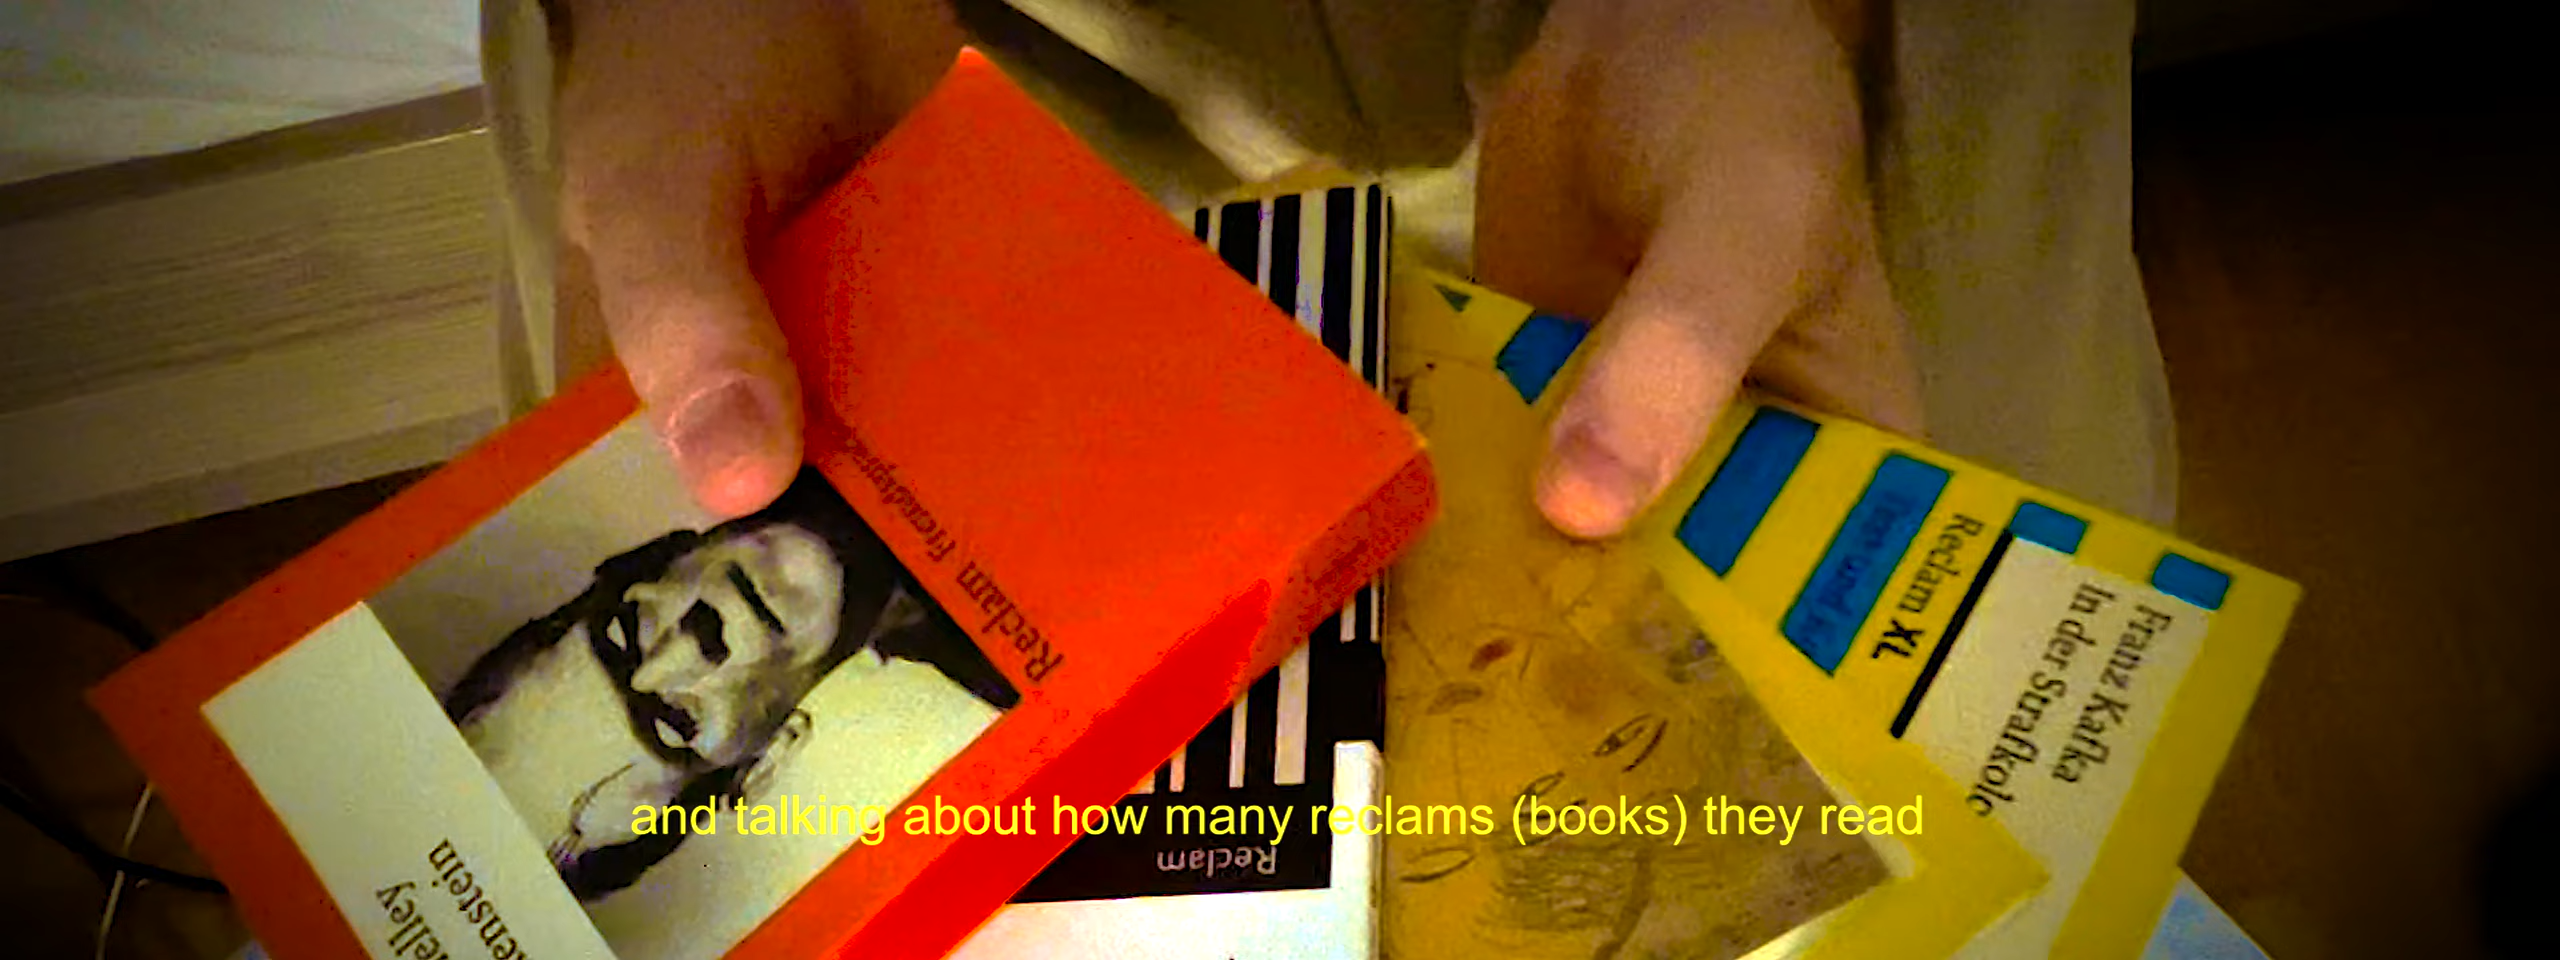 Reclam
elley
enstein
Reclam
Reclam XL
Franz Kafka
In der Strafkolo
and talking about how many reclams (books) they read